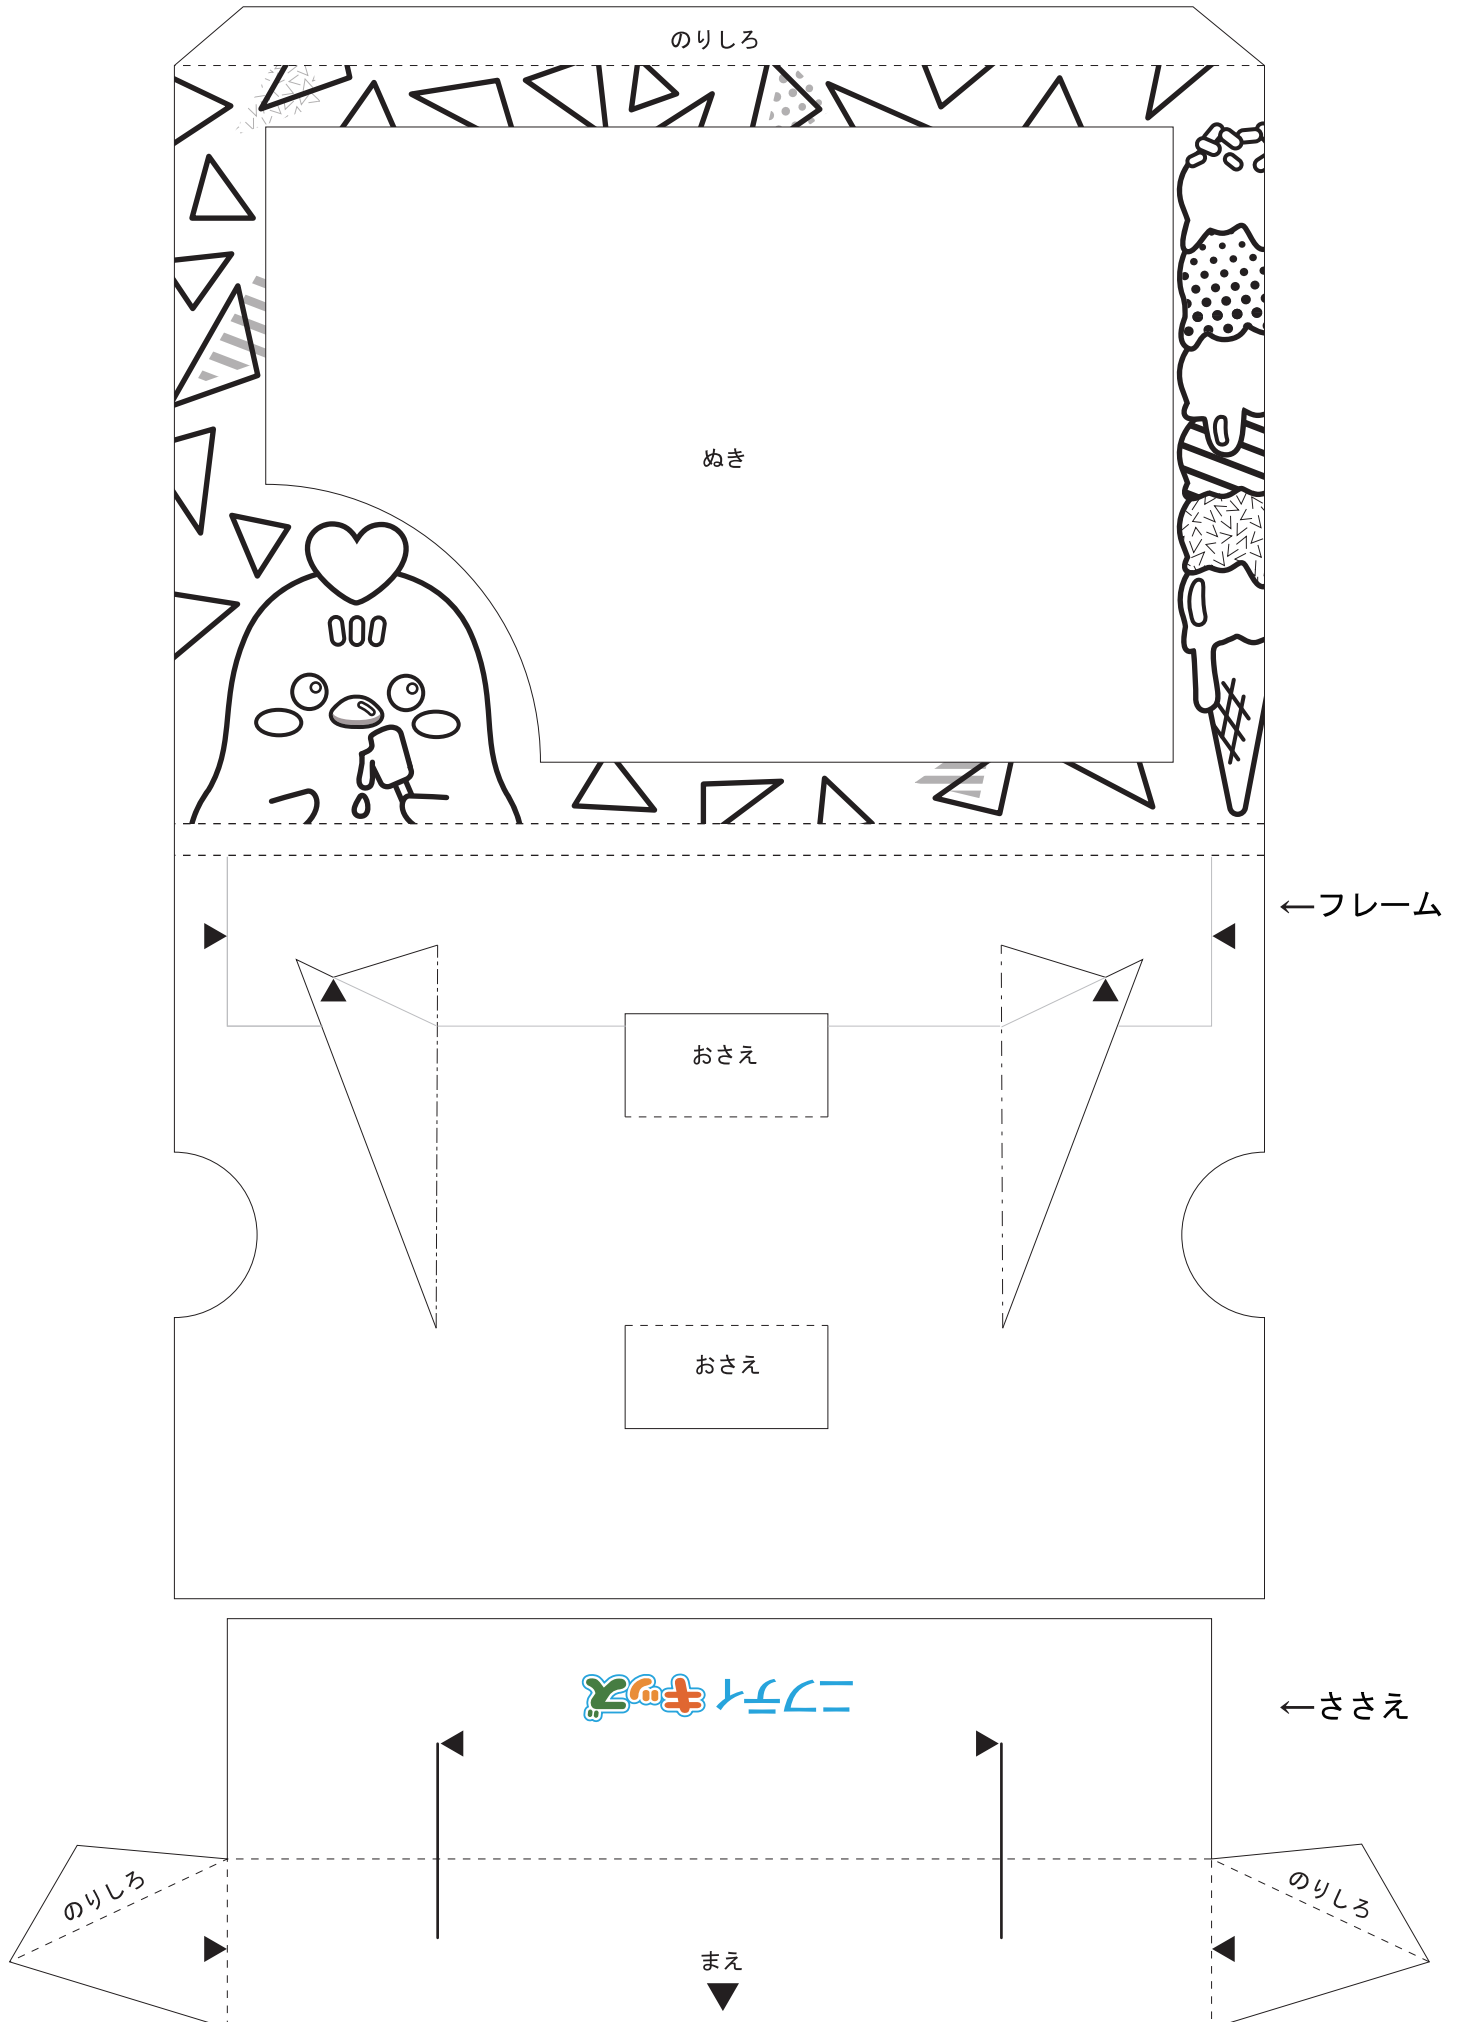 のりしろ
ぬき
←フレーム
おさえ
おさえ
ニフティキッズ
←ささえ
のりしろ
のりしろ
まえ